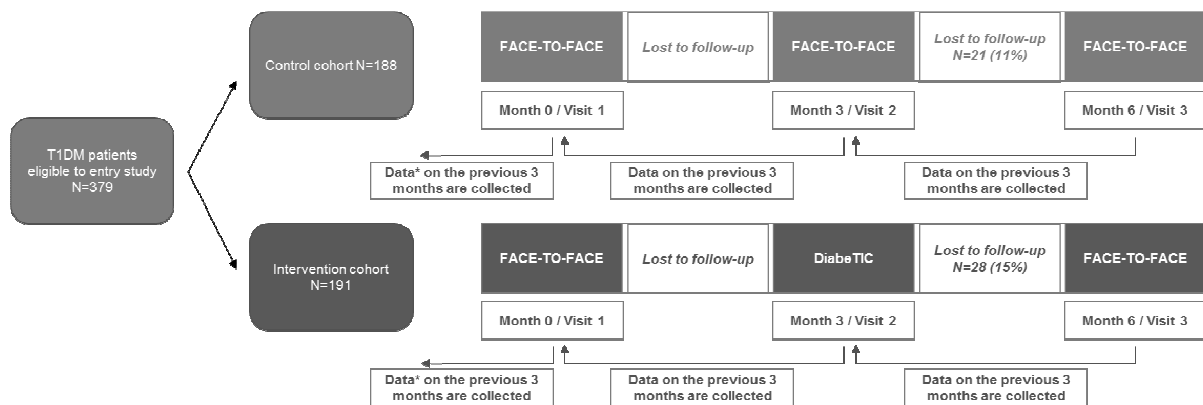 T1DM patients
eligible to entry study
N=379
Control cohort N=188
FACE-TO-FACE
Lost to follow-up
FACE-TO-FACE
Lost to follow-up
N=21 (11%)
FACE-TO-FACE
Month 0 / Visit 1
Month 3 / Visit 2
Month 6 / Visit 3
Data* on the previous 3
months are collected
Data on the previous 3
months are collected
Data on the previous 3
months are collected
Intervention cohort
N=191
FACE-TO-FACE
Lost to follow-up
DiabeTIC
Lost to follow-up
N=28 (15%)
FACE-TO-FACE
Month 0 / Visit 1
Month 3 / Visit 2
Month 6 / Visit 3
Data* on the previous 3
months are collected
Data on the previous 3
months are collected
Data on the previous 3
months are collected